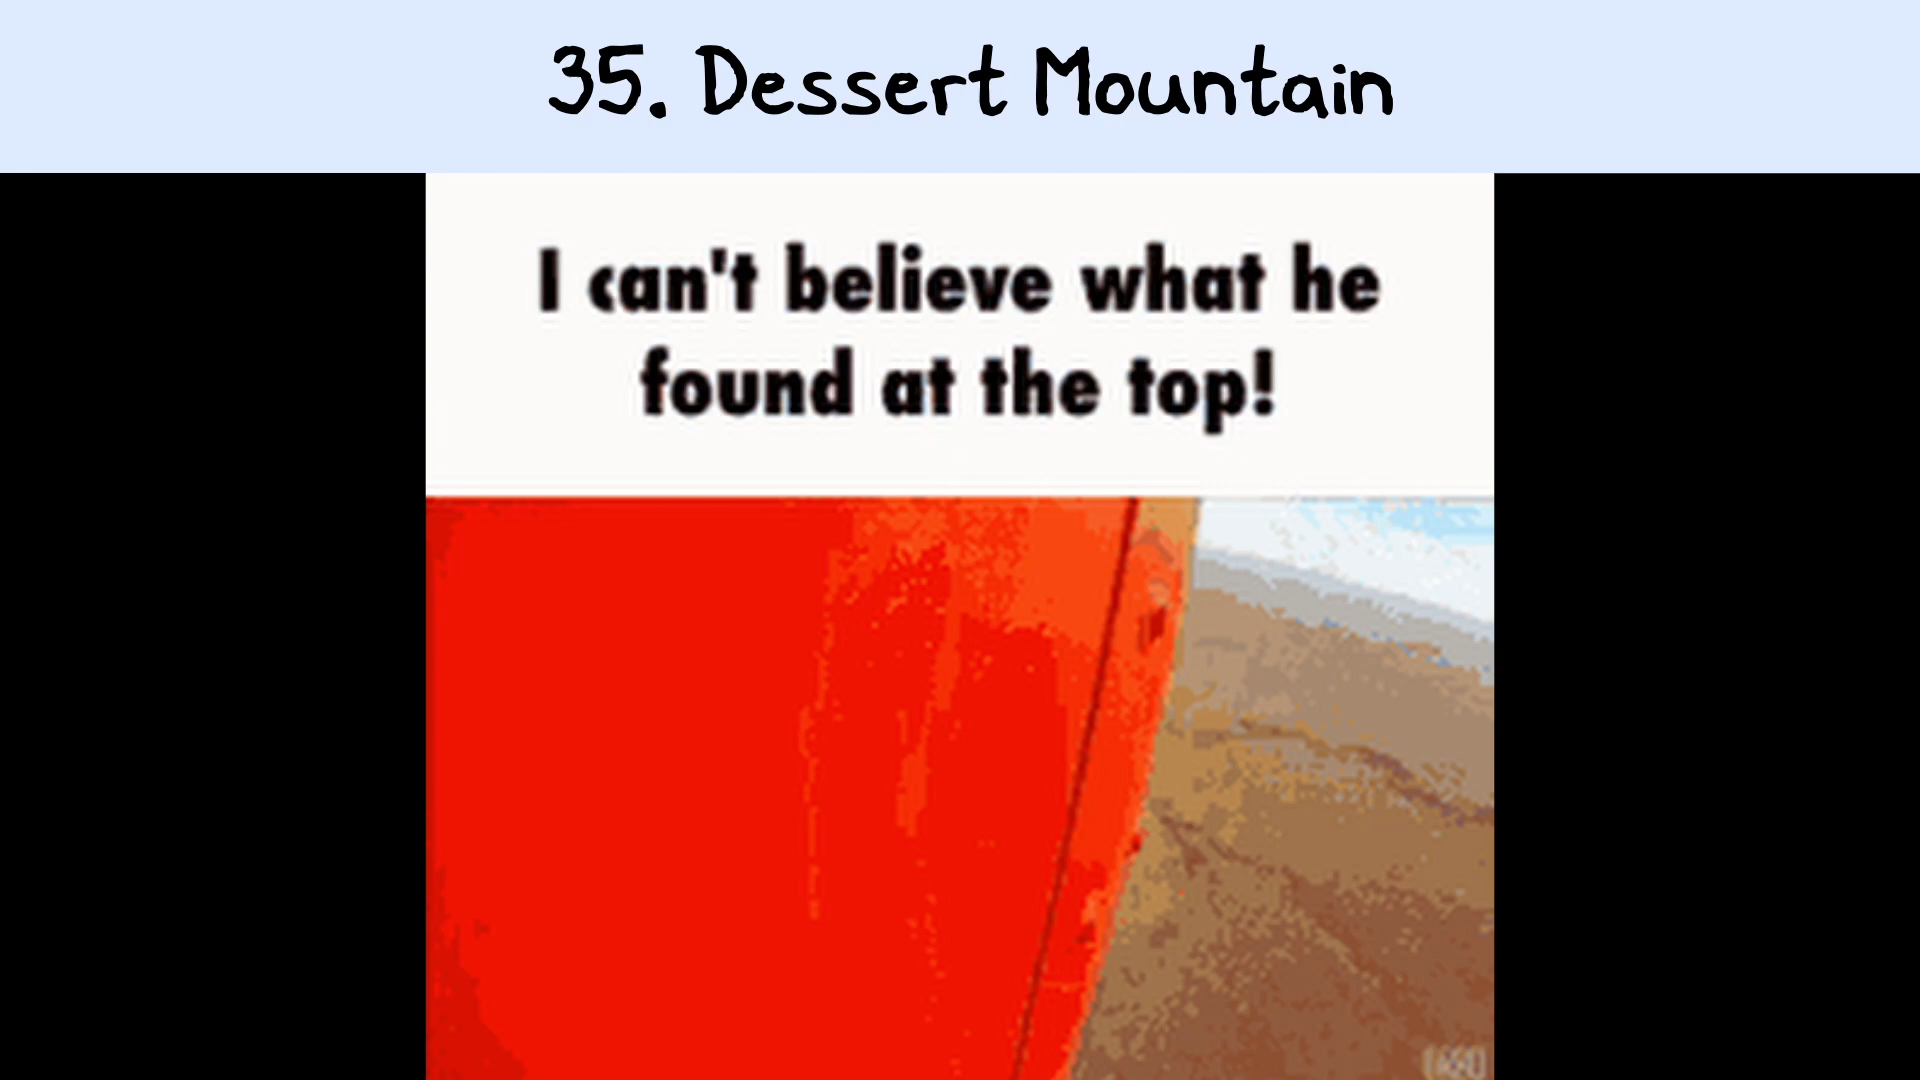 35. Dessert Mountain
I can't believe what he
found at the top!